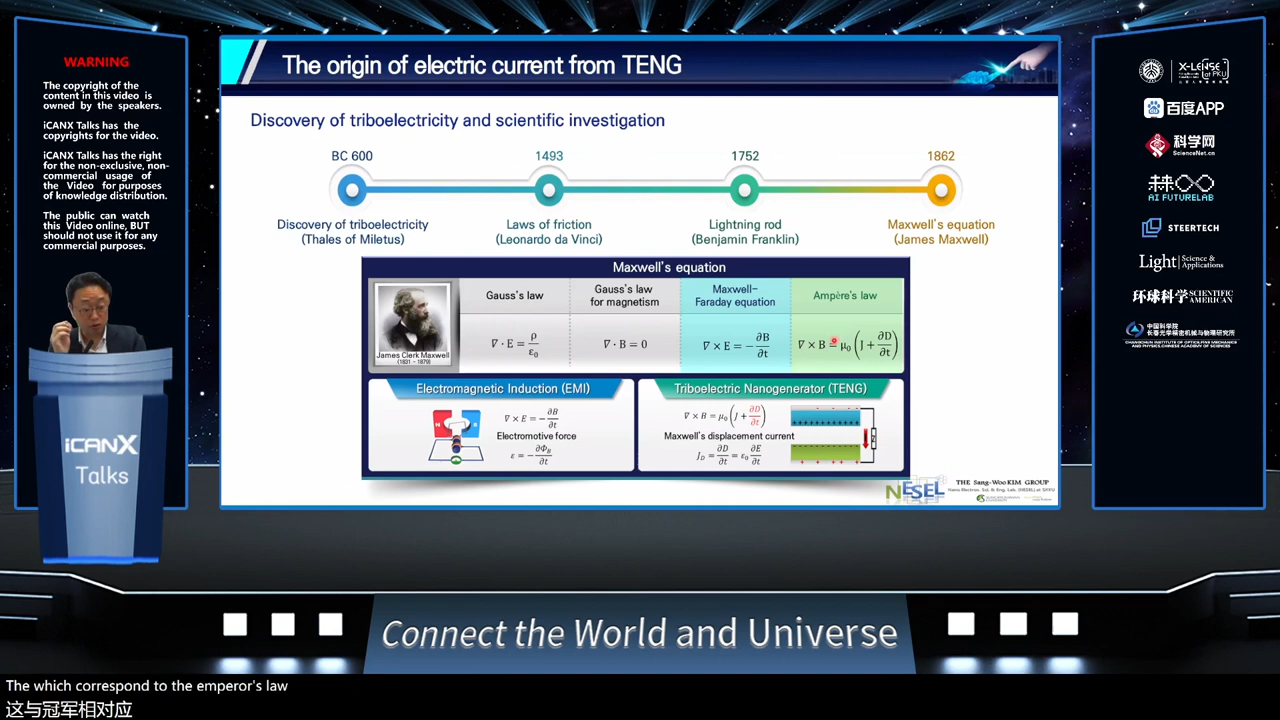 WARNING
The copyright of the
content in this video is
owned by the speakers.
iCANX Talks has the
copyrights for the video.
iCANX Talks has the right
for the non-exclusive, non-
commercial usage of
the Video for purposes
of knowledge distribution.
The public can watch
this Video online, BUT
should not use it for any
commercial purposes.
iCANX
Talks
The origin of electric current from TENG
Discovery of triboelectricity and scientific investigation
BC 600
1493
1752
1862
Discovery of triboelectricity
(Thales of Miletus)
Laws of friction
(Leonardo da Vinci)
Lightning rod
(Benjamin Franklin)
Maxwell's equation
(James Maxwell)
Maxwell's equation
James Clerk Maxwell
(1831 - 1879)
Gauss's law
∇ · E = ρ/ε₀
Gauss's law
for magnetism
∇ · B = 0
Maxwell-
Faraday equation
∇ × E = − ∂B/∂t
Ampère's law
∇ × B = μ₀ (J + ∂D/∂t)
Electromagnetic Induction (EMI)
∇ × E = − ∂B/∂t
Electromotive force
ε = − ∂Φ_B/∂t
Triboelectric Nanogenerator (TENG)
∇ × B = μ₀ (J + ∂D/∂t)
Maxwell's displacement current
J_D = ∂D/∂t = ε₀ ∂E/∂t
NESEL
THE Sang-Woo KIM GROUP
X-LENSE
at PKU
百度APP
科学网
ScienceNet.cn
未来
AI FUTURELAB
STEERTECH
Light Science & Applications
环球科学 SCIENTIFIC AMERICAN
中国科学院
长春光学精密机械与物理研究所
CHANGCHUN INSTITUTE OF OPTICS, FINE MECHANICS
AND PHYSICS, CHINESE ACADEMY OF SCIENCES
Connect the World and Universe
The which correspond to the emperor's law
这与冠军相对应